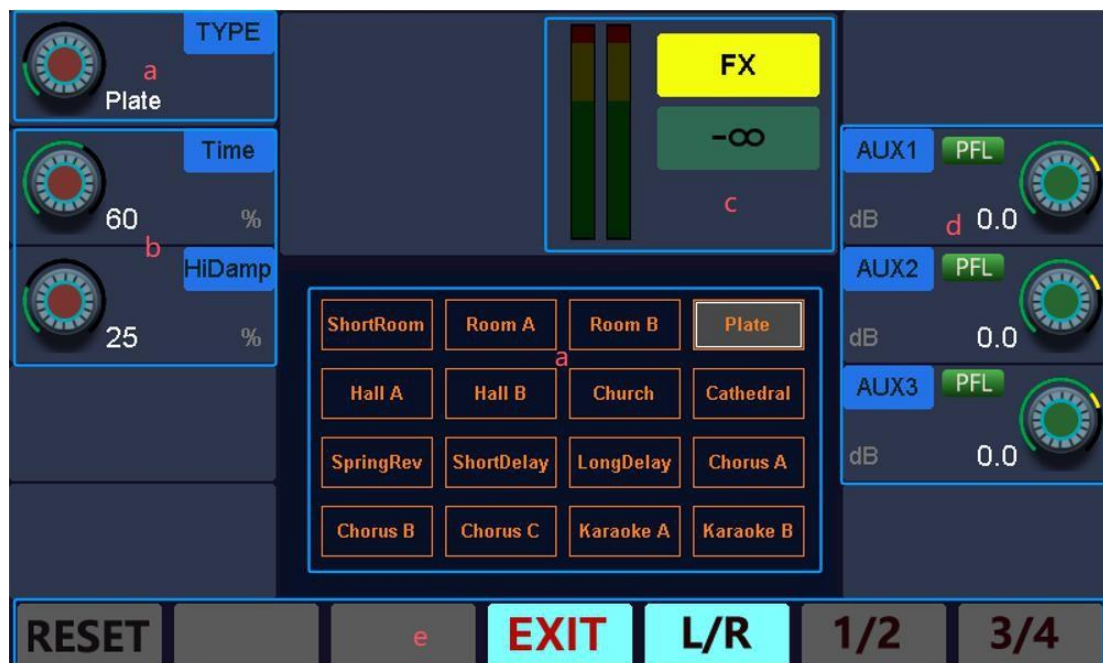 TYPE
a
Plate
Time
60 %
b
HiDamp
25 %
FX
-∞
c
AUX1 PFL
dB d 0.0
AUX2 PFL
dB 0.0
AUX3 PFL
dB 0.0
ShortRoom Room A Room B Plate
a
Hall A Hall B Church Cathedral
SpringRev ShortDelay LongDelay Chorus A
Chorus B Chorus C Karaoke A Karaoke B
RESET e EXIT L/R 1/2 3/4